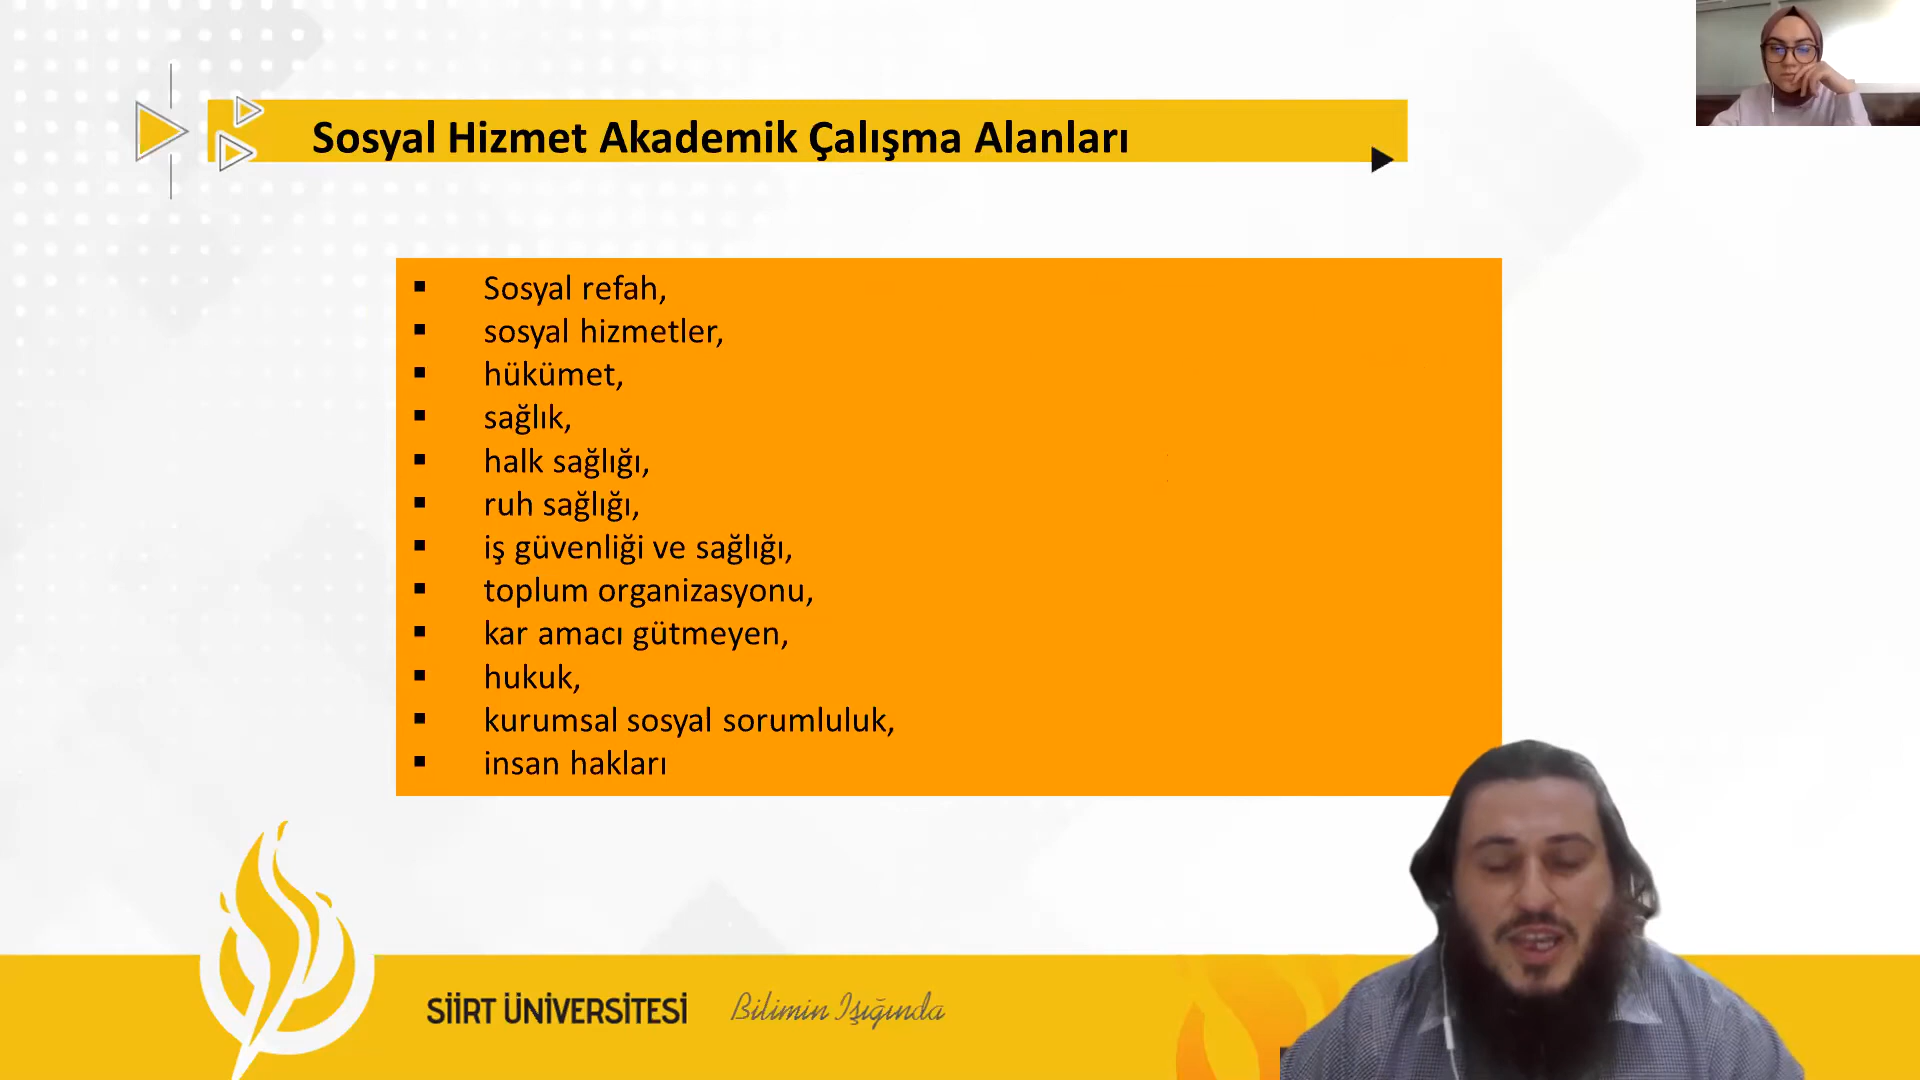 Sosyal Hizmet Akademik Çalışma Alanları
▪ Sosyal refah,
▪ sosyal hizmetler,
▪ hükümet,
▪ sağlık,
▪ halk sağlığı,
▪ ruh sağlığı,
▪ iş güvenliği ve sağlığı,
▪ toplum organizasyonu,
▪ kar amacı gütmeyen,
▪ hukuk,
▪ kurumsal sosyal sorumluluk,
▪ insan hakları
SİİRT ÜNİVERSİTESİ Bilimin Işığında